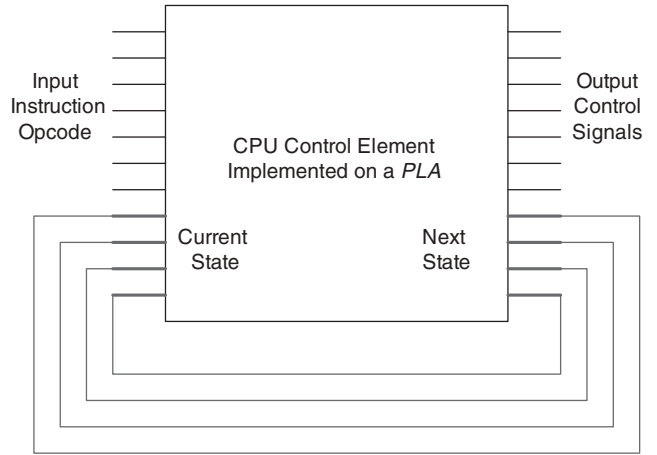 Input
Instruction
Opcode
CPU Control Element
Implemented on a PLA
Output
Control
Signals
Current
State
Next
State